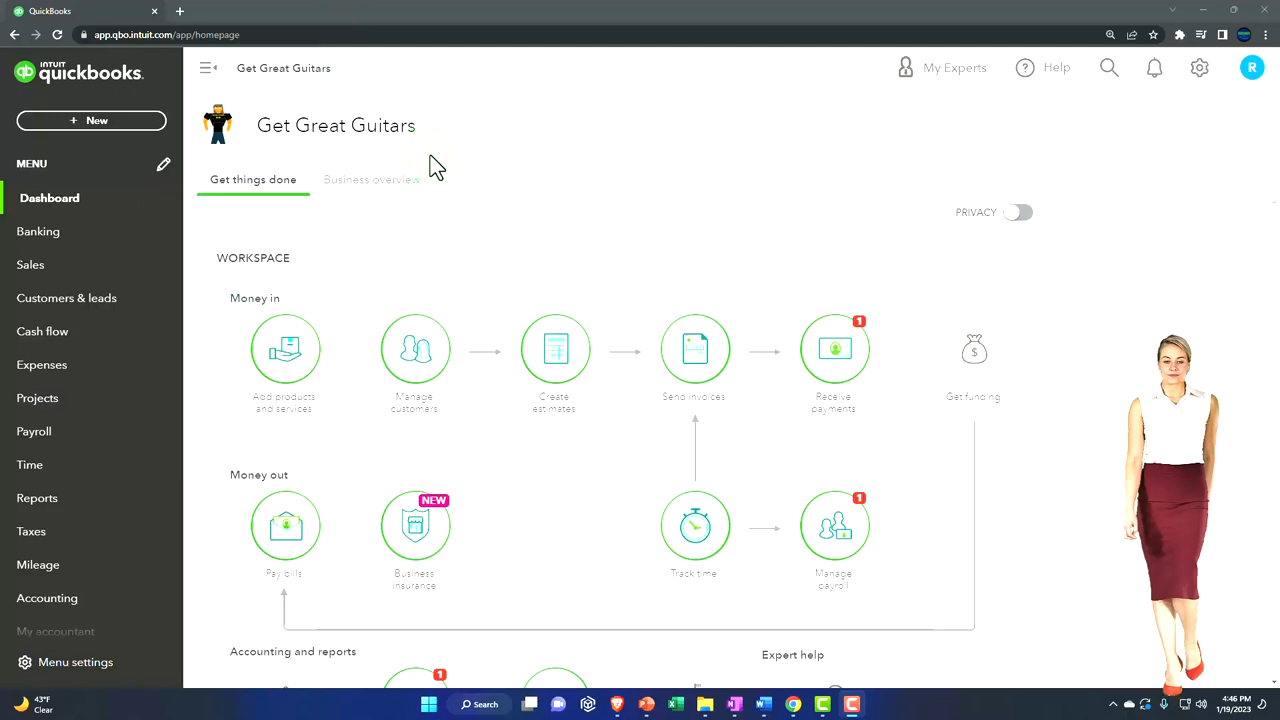 QuickBooks
app.qbo.intuit.com/app/homepage
INTUIT
quickbooks.
Get Great Guitars
My Experts
Help
R
+ New
Get Great Guitars
MENU
Get things done
Business overview
Dashboard
PRIVACY
Banking
WORKSPACE
Sales
Money in
Customers & leads
1
Cash flow
$
Expenses
Add products
and services
Manage
customers
Create
estimates
Send invoices
Receive
payments
Get funding
Projects
Payroll
Time
Money out
Reports
NEW
1
Taxes
Mileage
Pay bills
Business
insurance
Track time
Manage
payroll
Accounting
My accountant
Accounting and reports
Expert help
Menu settings
1
43°F
Clear
Search
4:46 PM
1/19/2023